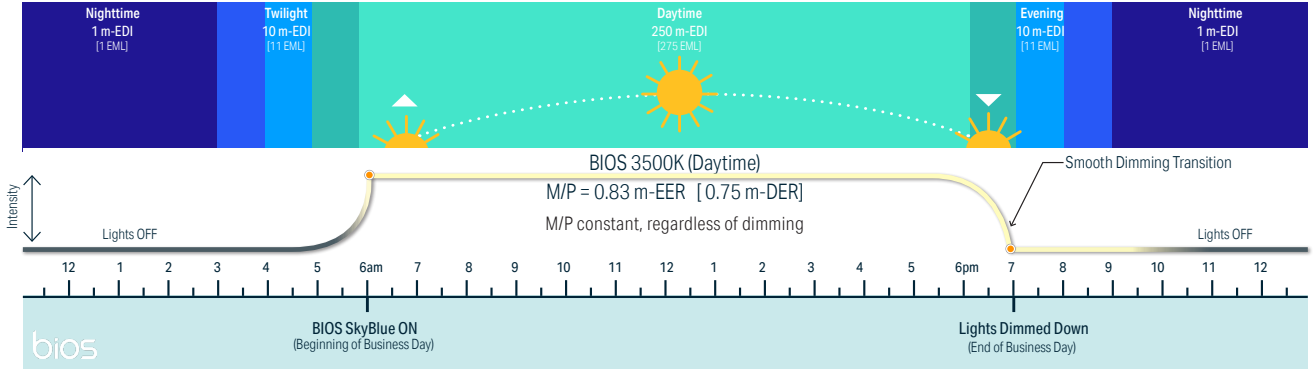 Nighttime
1 m-EDI
[1 EML]
Twilight
10 m-EDI
[11 EML]
Daytime
250 m-EDI
[275 EML]
Evening
10 m-EDI
[11 EML]
Nighttime
1 m-EDI
[1 EML]
BIOS 3500K (Daytime)
M/P = 0.83 m-EER [ 0.75 m-DER]
M/P constant, regardless of dimming
Smooth Dimming Transition
Intensity
Lights OFF
Lights OFF
12 1 2 3 4 5 6am 7 8 9 10 11 12 1 2 3 4 5 6pm 7 8 9 10 11 12
BIOS SkyBlue ON
(Beginning of Business Day)
Lights Dimmed Down
(End of Business Day)
bios